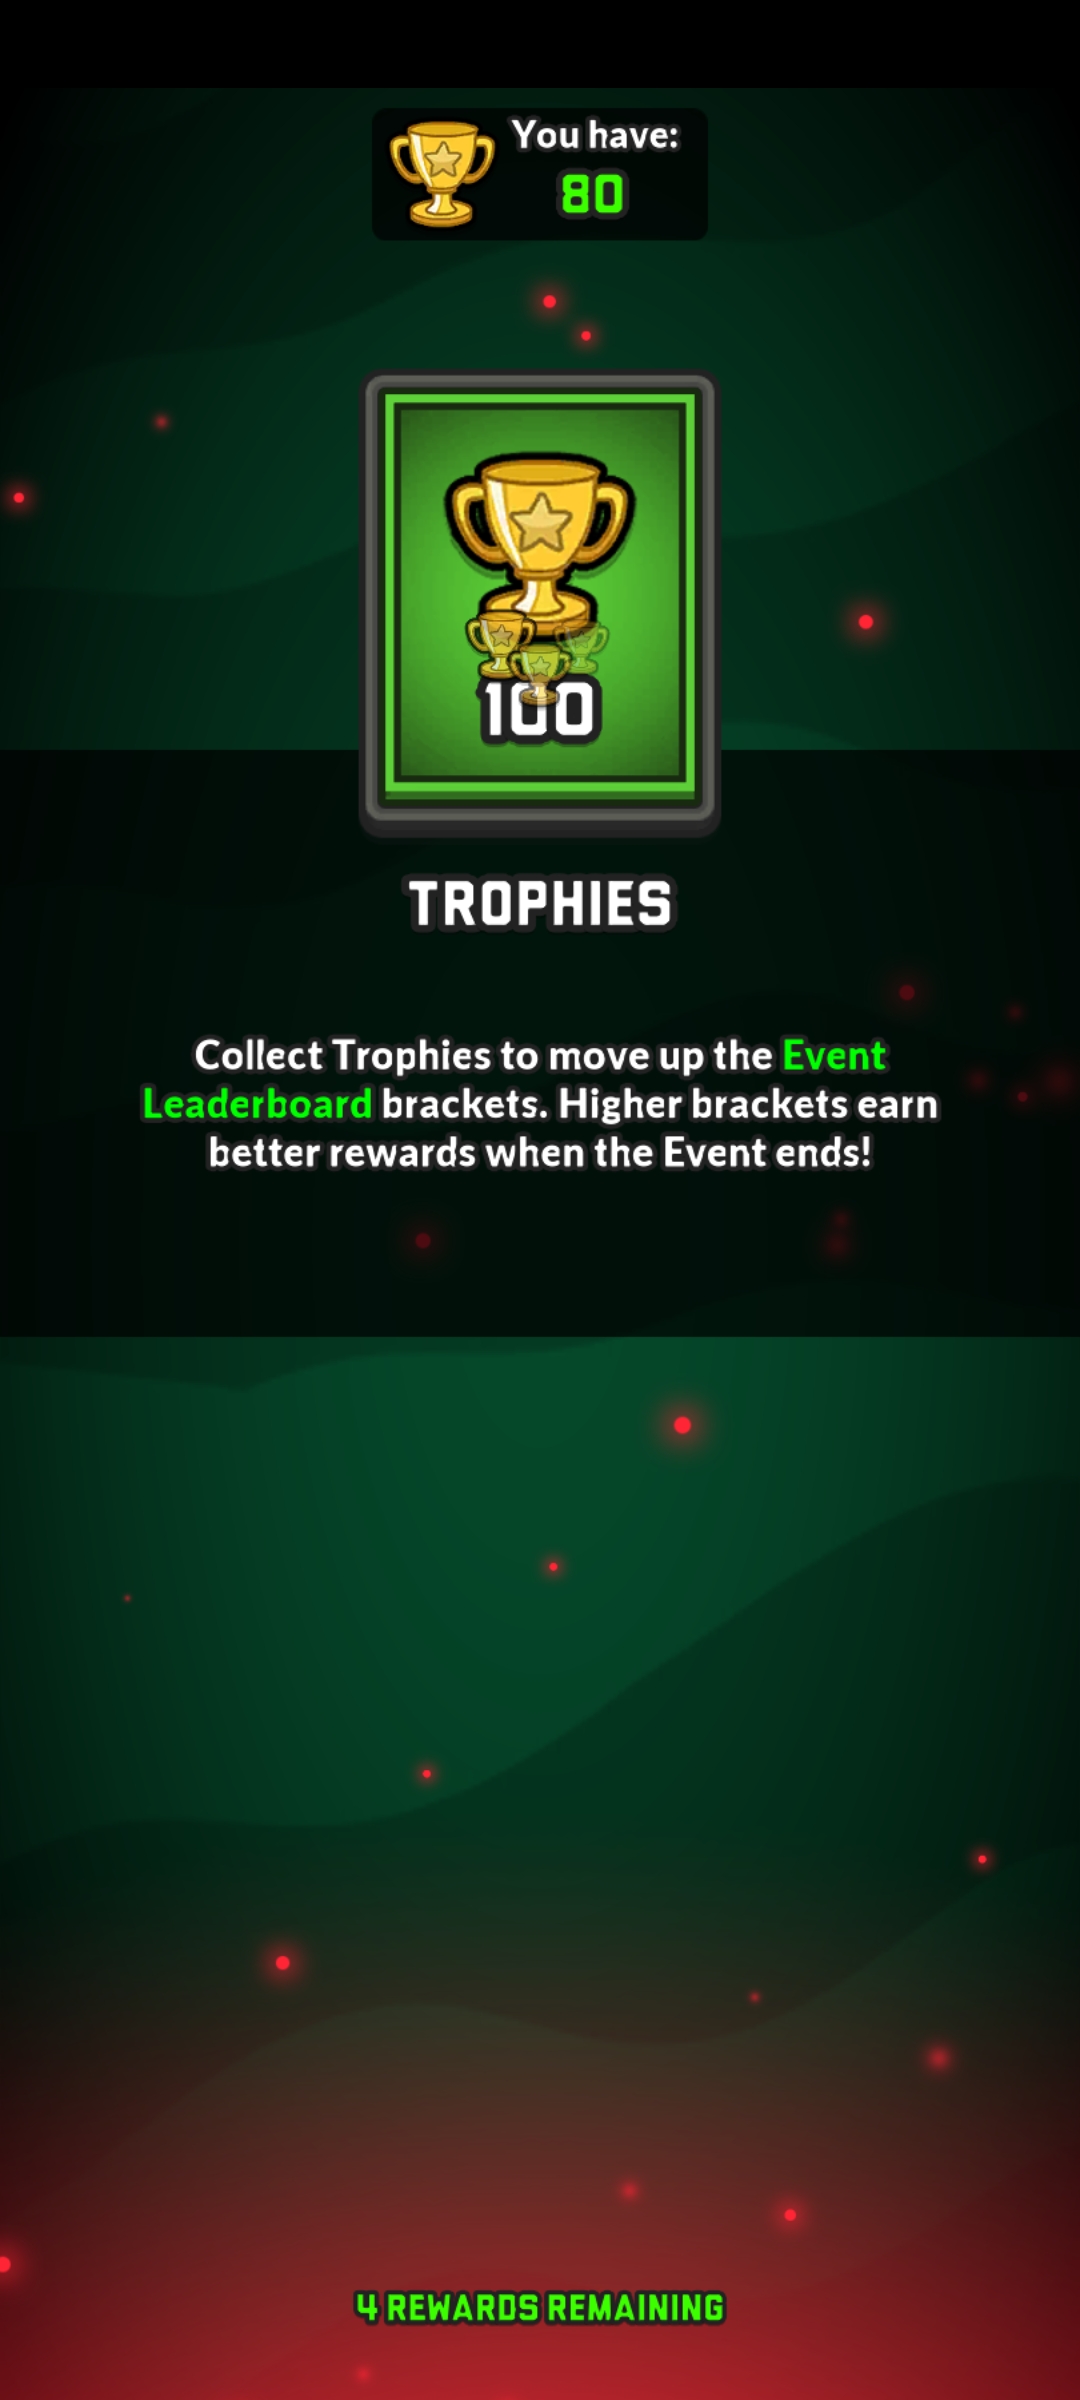 You have:
80
100
TROPHIES
Collect Trophies to move up the Event
Leaderboard brackets. Higher brackets earn
better rewards when the Event ends!
4 REWARDS REMAINING